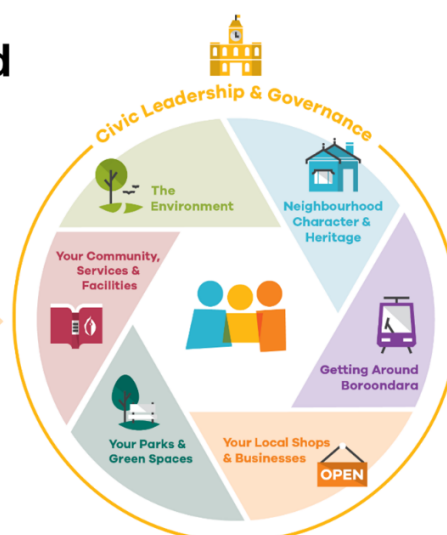 d
Civic Leadership & Governance
The
Environment
Neighbourhood
Character &
Heritage
Your Community,
Services &
Facilities
Getting Around
Boroondara
Your Parks &
Green Spaces
Your Local Shops
& Businesses
OPEN